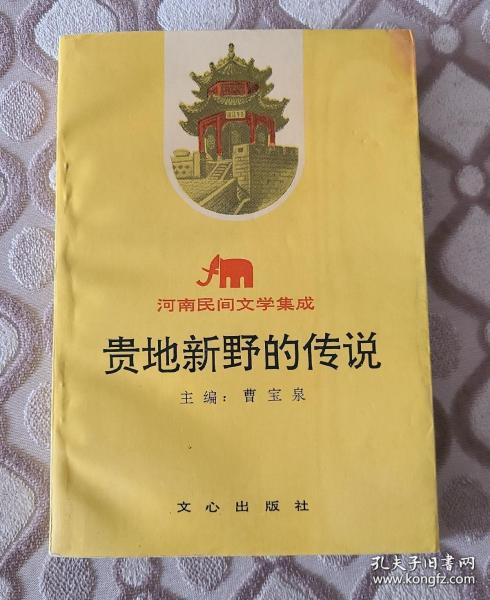 河南民间文学集成
贵地新野的传说
主编：曹宝泉
文心出版社
孔夫子旧书网
www.kongfz.com